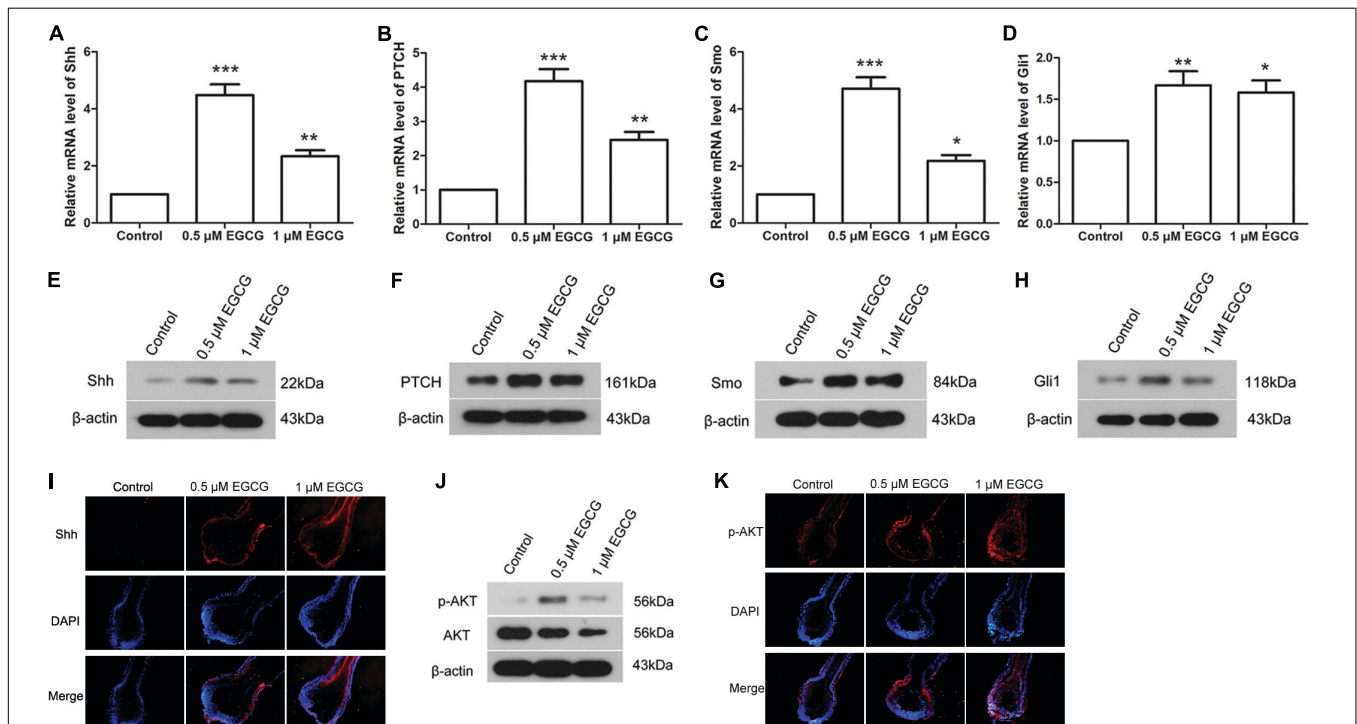 A
Relative mRNA level of Shh
6
4
2
0
***
**
Control 0.5 µM EGCG 1 µM EGCG
B
Relative mRNA level of PTCH
5
4
3
2
1
0
***
**
Control 0.5 µM EGCG 1 µM EGCG
C
Relative mRNA level of Smo
6
4
2
0
***
*
Control 0.5 µM EGCG 1 µM EGCG
D
Relative mRNA level of Gli1
2.0
1.5
1.0
0.5
0.0
**
*
Control 0.5 µM EGCG 1 µM EGCG
E
Control 0.5 µM EGCG 1 µM EGCG
Shh 22kDa
β-actin 43kDa
F
Control 0.5 µM EGCG 1 µM EGCG
PTCH 161kDa
β-actin 43kDa
G
Control 0.5 µM EGCG 1 µM EGCG
Smo 84kDa
β-actin 43kDa
H
Control 0.5 µM EGCG 1 µM EGCG
Gli1 118kDa
β-actin 43kDa
I
Control 0.5 µM EGCG 1 µM EGCG
Shh
DAPI
Merge
J
Control 0.5 µM EGCG 1 µM EGCG
p-AKT 56kDa
AKT 56kDa
β-actin 43kDa
K
Control 0.5 µM EGCG 1 µM EGCG
p-AKT
DAPI
Merge